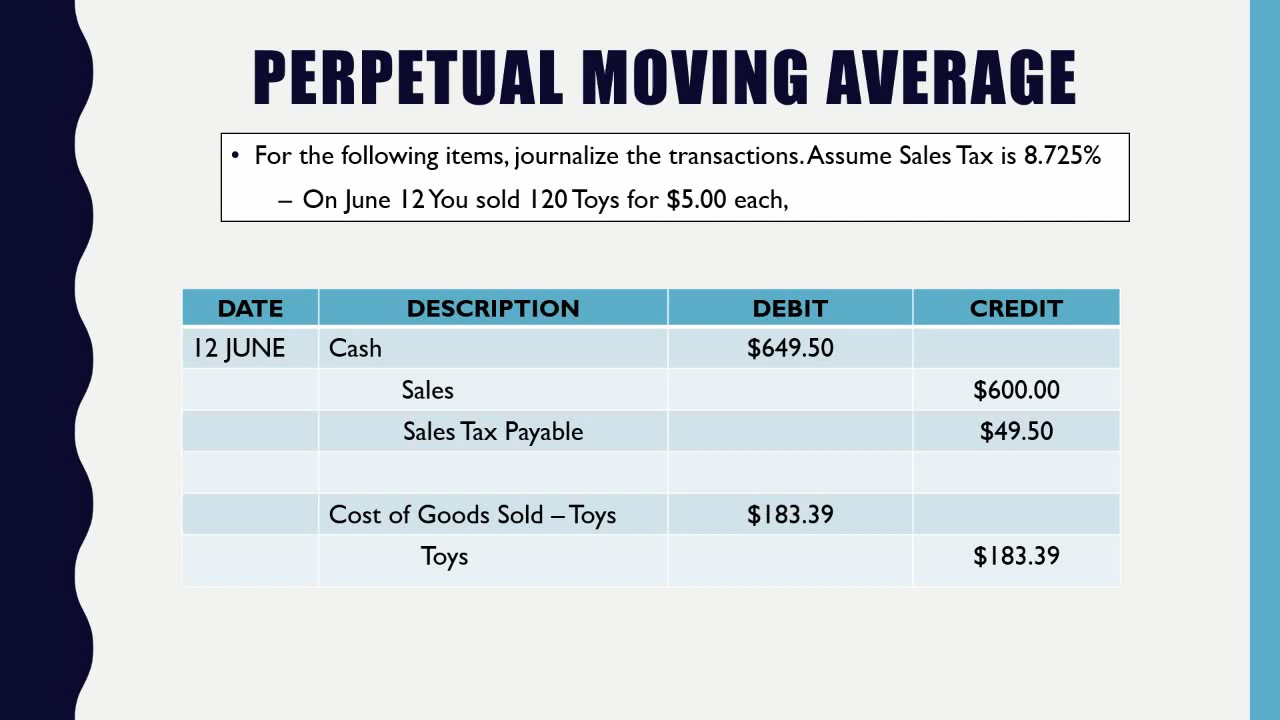 PERPETUAL MOVING AVERAGE
• For the following items, journalize the transactions. Assume Sales Tax is 8.725%
– On June 12 You sold 120 Toys for $5.00 each,
DATE DESCRIPTION DEBIT CREDIT
12 JUNE Cash $649.50
Sales $600.00
Sales Tax Payable $49.50
Cost of Goods Sold – Toys $183.39
Toys $183.39